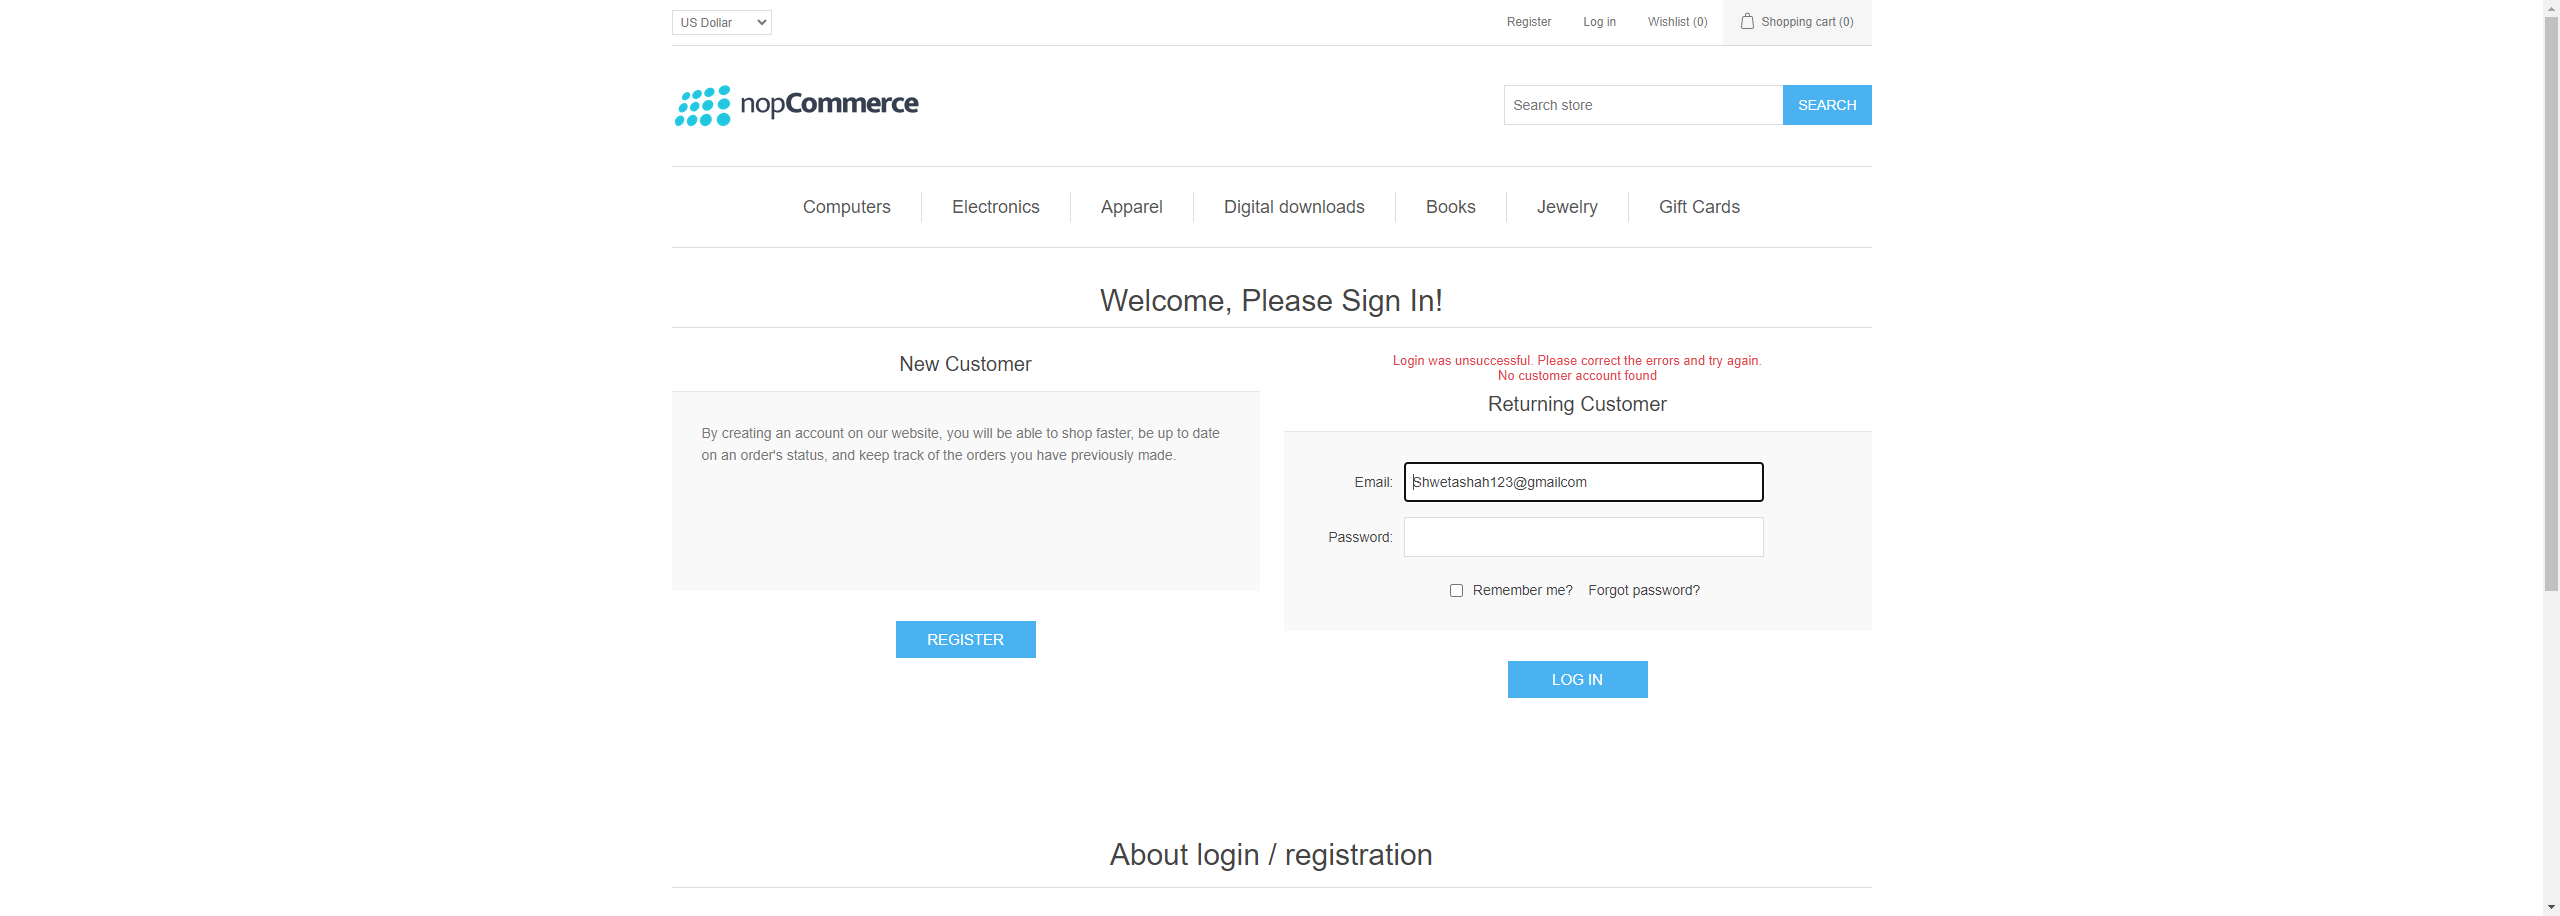 US Dollar
Register
Log in
Wishlist (0)
Shopping cart (0)
nopCommerce
Search store
SEARCH
Computers
Electronics
Apparel
Digital downloads
Books
Jewelry
Gift Cards
Welcome, Please Sign In!
New Customer
By creating an account on our website, you will be able to shop faster, be up to date
on an order's status, and keep track of the orders you have previously made.
REGISTER
Login was unsuccessful. Please correct the errors and try again.
No customer account found
Returning Customer
Email:
Shwetashah123@gmailcom
Password:
Remember me?
Forgot password?
LOG IN
About login / registration